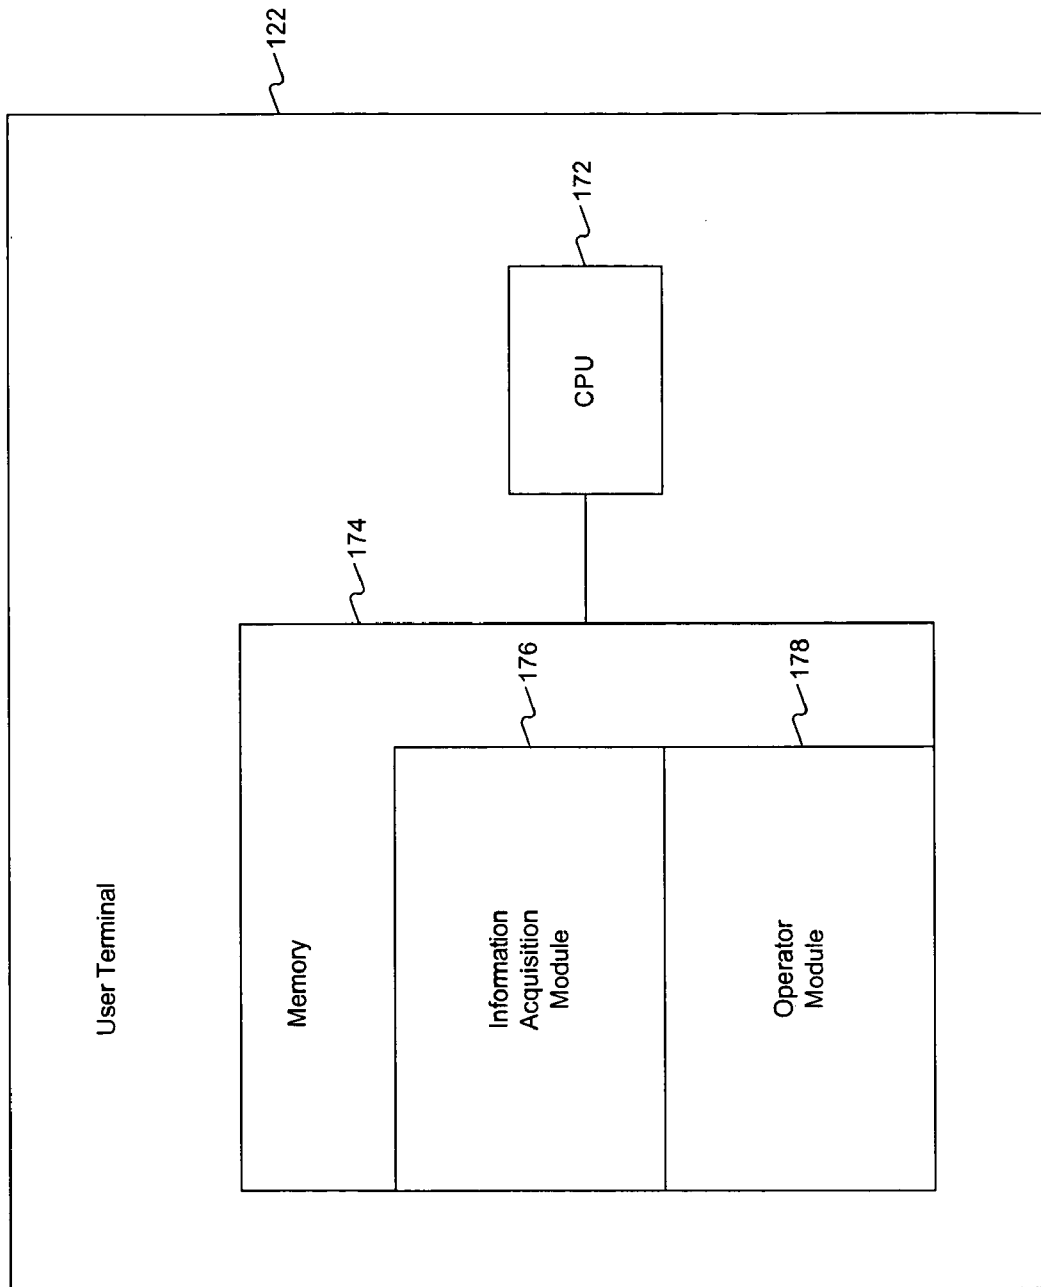 User Terminal
122
Memory
174
Information
Acquisition
Module
176
Operator
Module
178
CPU
172